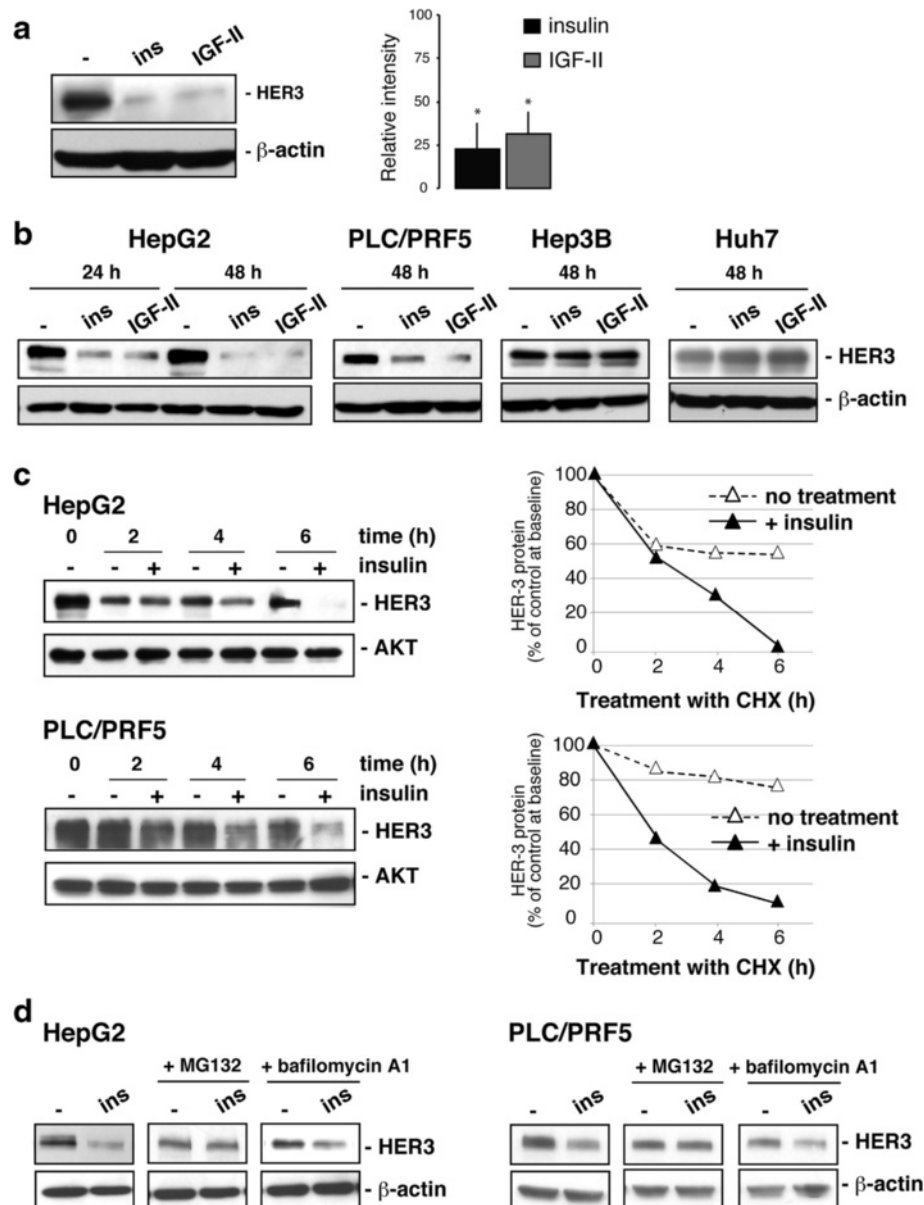 a
- ins IGF-II
- HER3
- β-actin
Relative intensity
100
75
50
25
0
* *
insulin
IGF-II
b
HepG2 PLC/PRF5 Hep3B Huh7
24 h 48 h 48 h 48 h 48 h
- ins IGF-II - ins IGF-II - ins IGF-II - ins IGF-II - ins IGF-II
- HER3
- β-actin
c
HepG2
0 2 4 6 time (h)
- - + - + - + insulin
- HER3
- AKT
HER-3 protein
(% of control at baseline)
100
80
60
40
20
0
0 2 4 6
no treatment
+ insulin
Treatment with CHX (h)
PLC/PRF5
0 2 4 6 time (h)
- - + - + - + insulin
- HER3
- AKT
HER-3 protein
(% of control at baseline)
100
80
60
40
20
0
0 2 4 6
no treatment
+ insulin
Treatment with CHX (h)
d
HepG2
+ MG132 + bafilomycin A1
- ins - ins - ins
- HER3
- β-actin
PLC/PRF5
+ MG132 + bafilomycin A1
- ins - ins - ins
- HER3
- β-actin